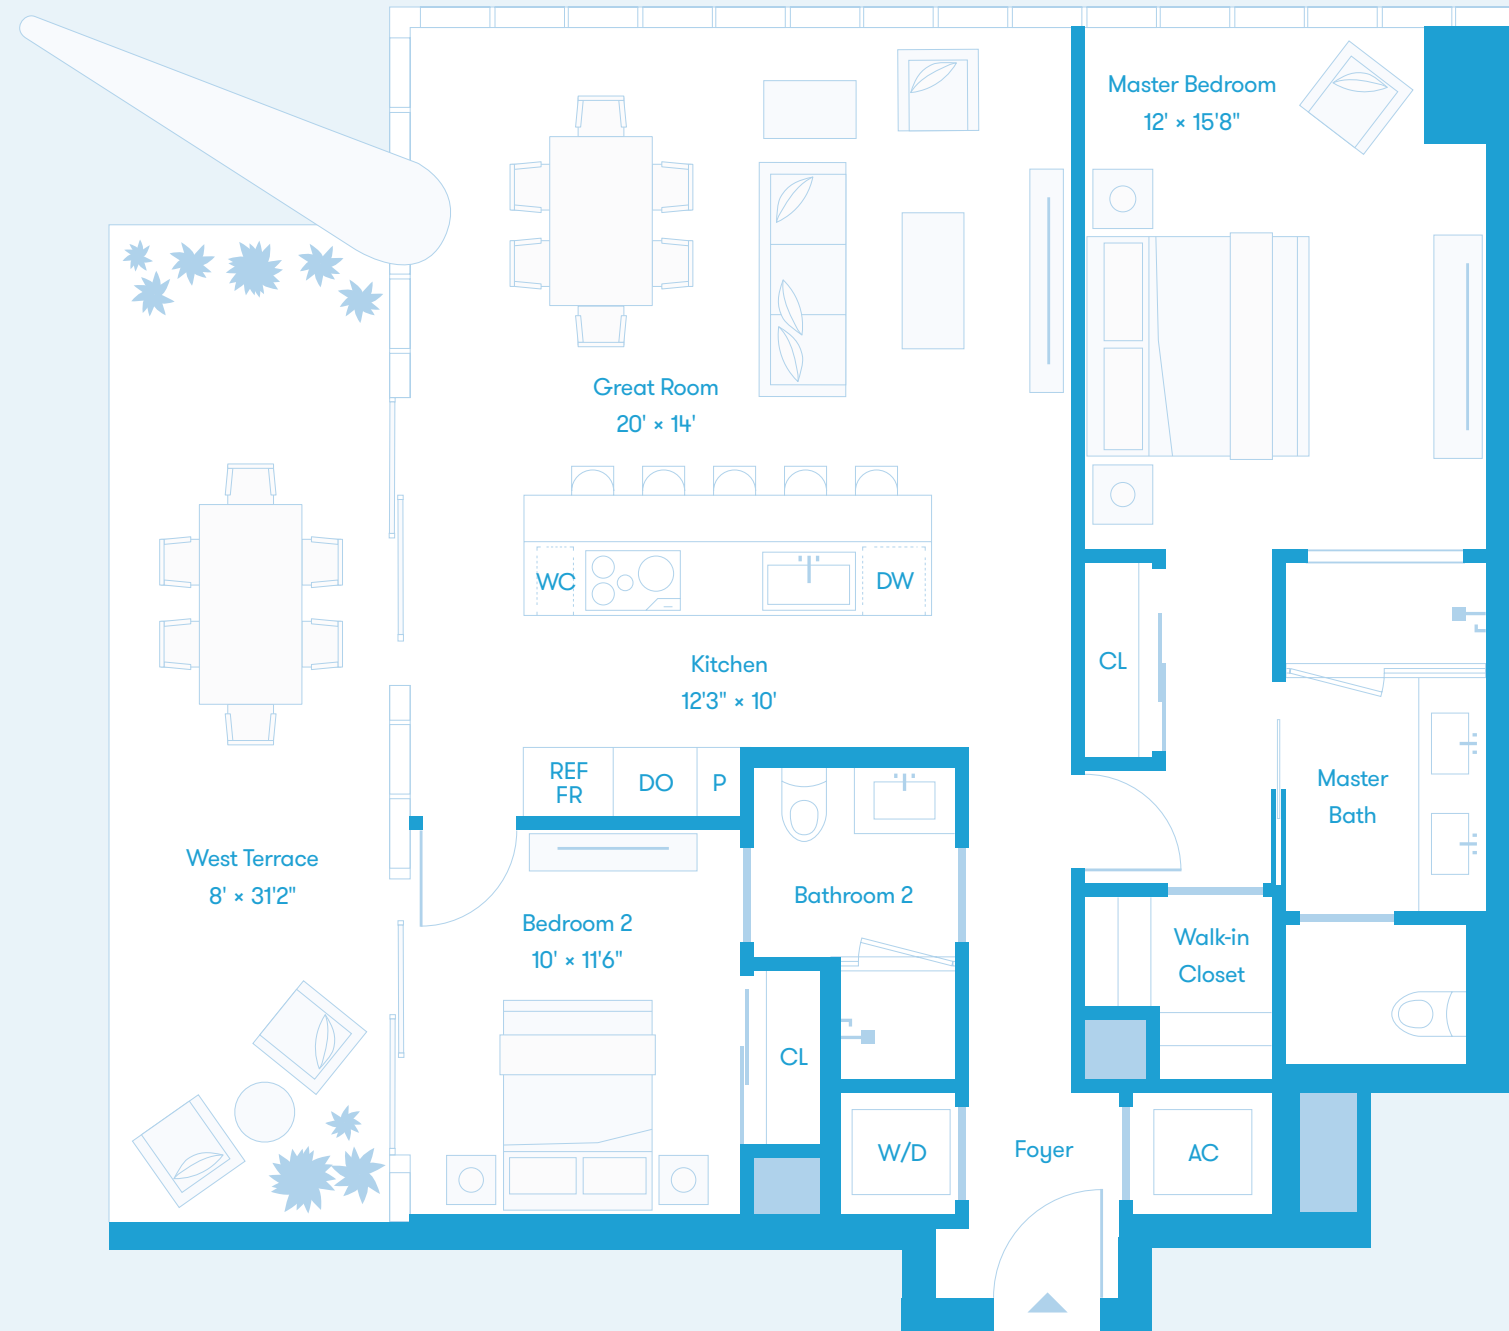 Master Bedroom
12' × 15'8"
Great Room
20' × 14'
WC
DW
Kitchen
12'3" × 10'
CL
REF
FR
DO
P
Master
Bath
West Terrace
8' × 31'2"
Bedroom 2
10' × 11'6"
Bathroom 2
Walk-in
Closet
CL
W/D
Foyer
AC